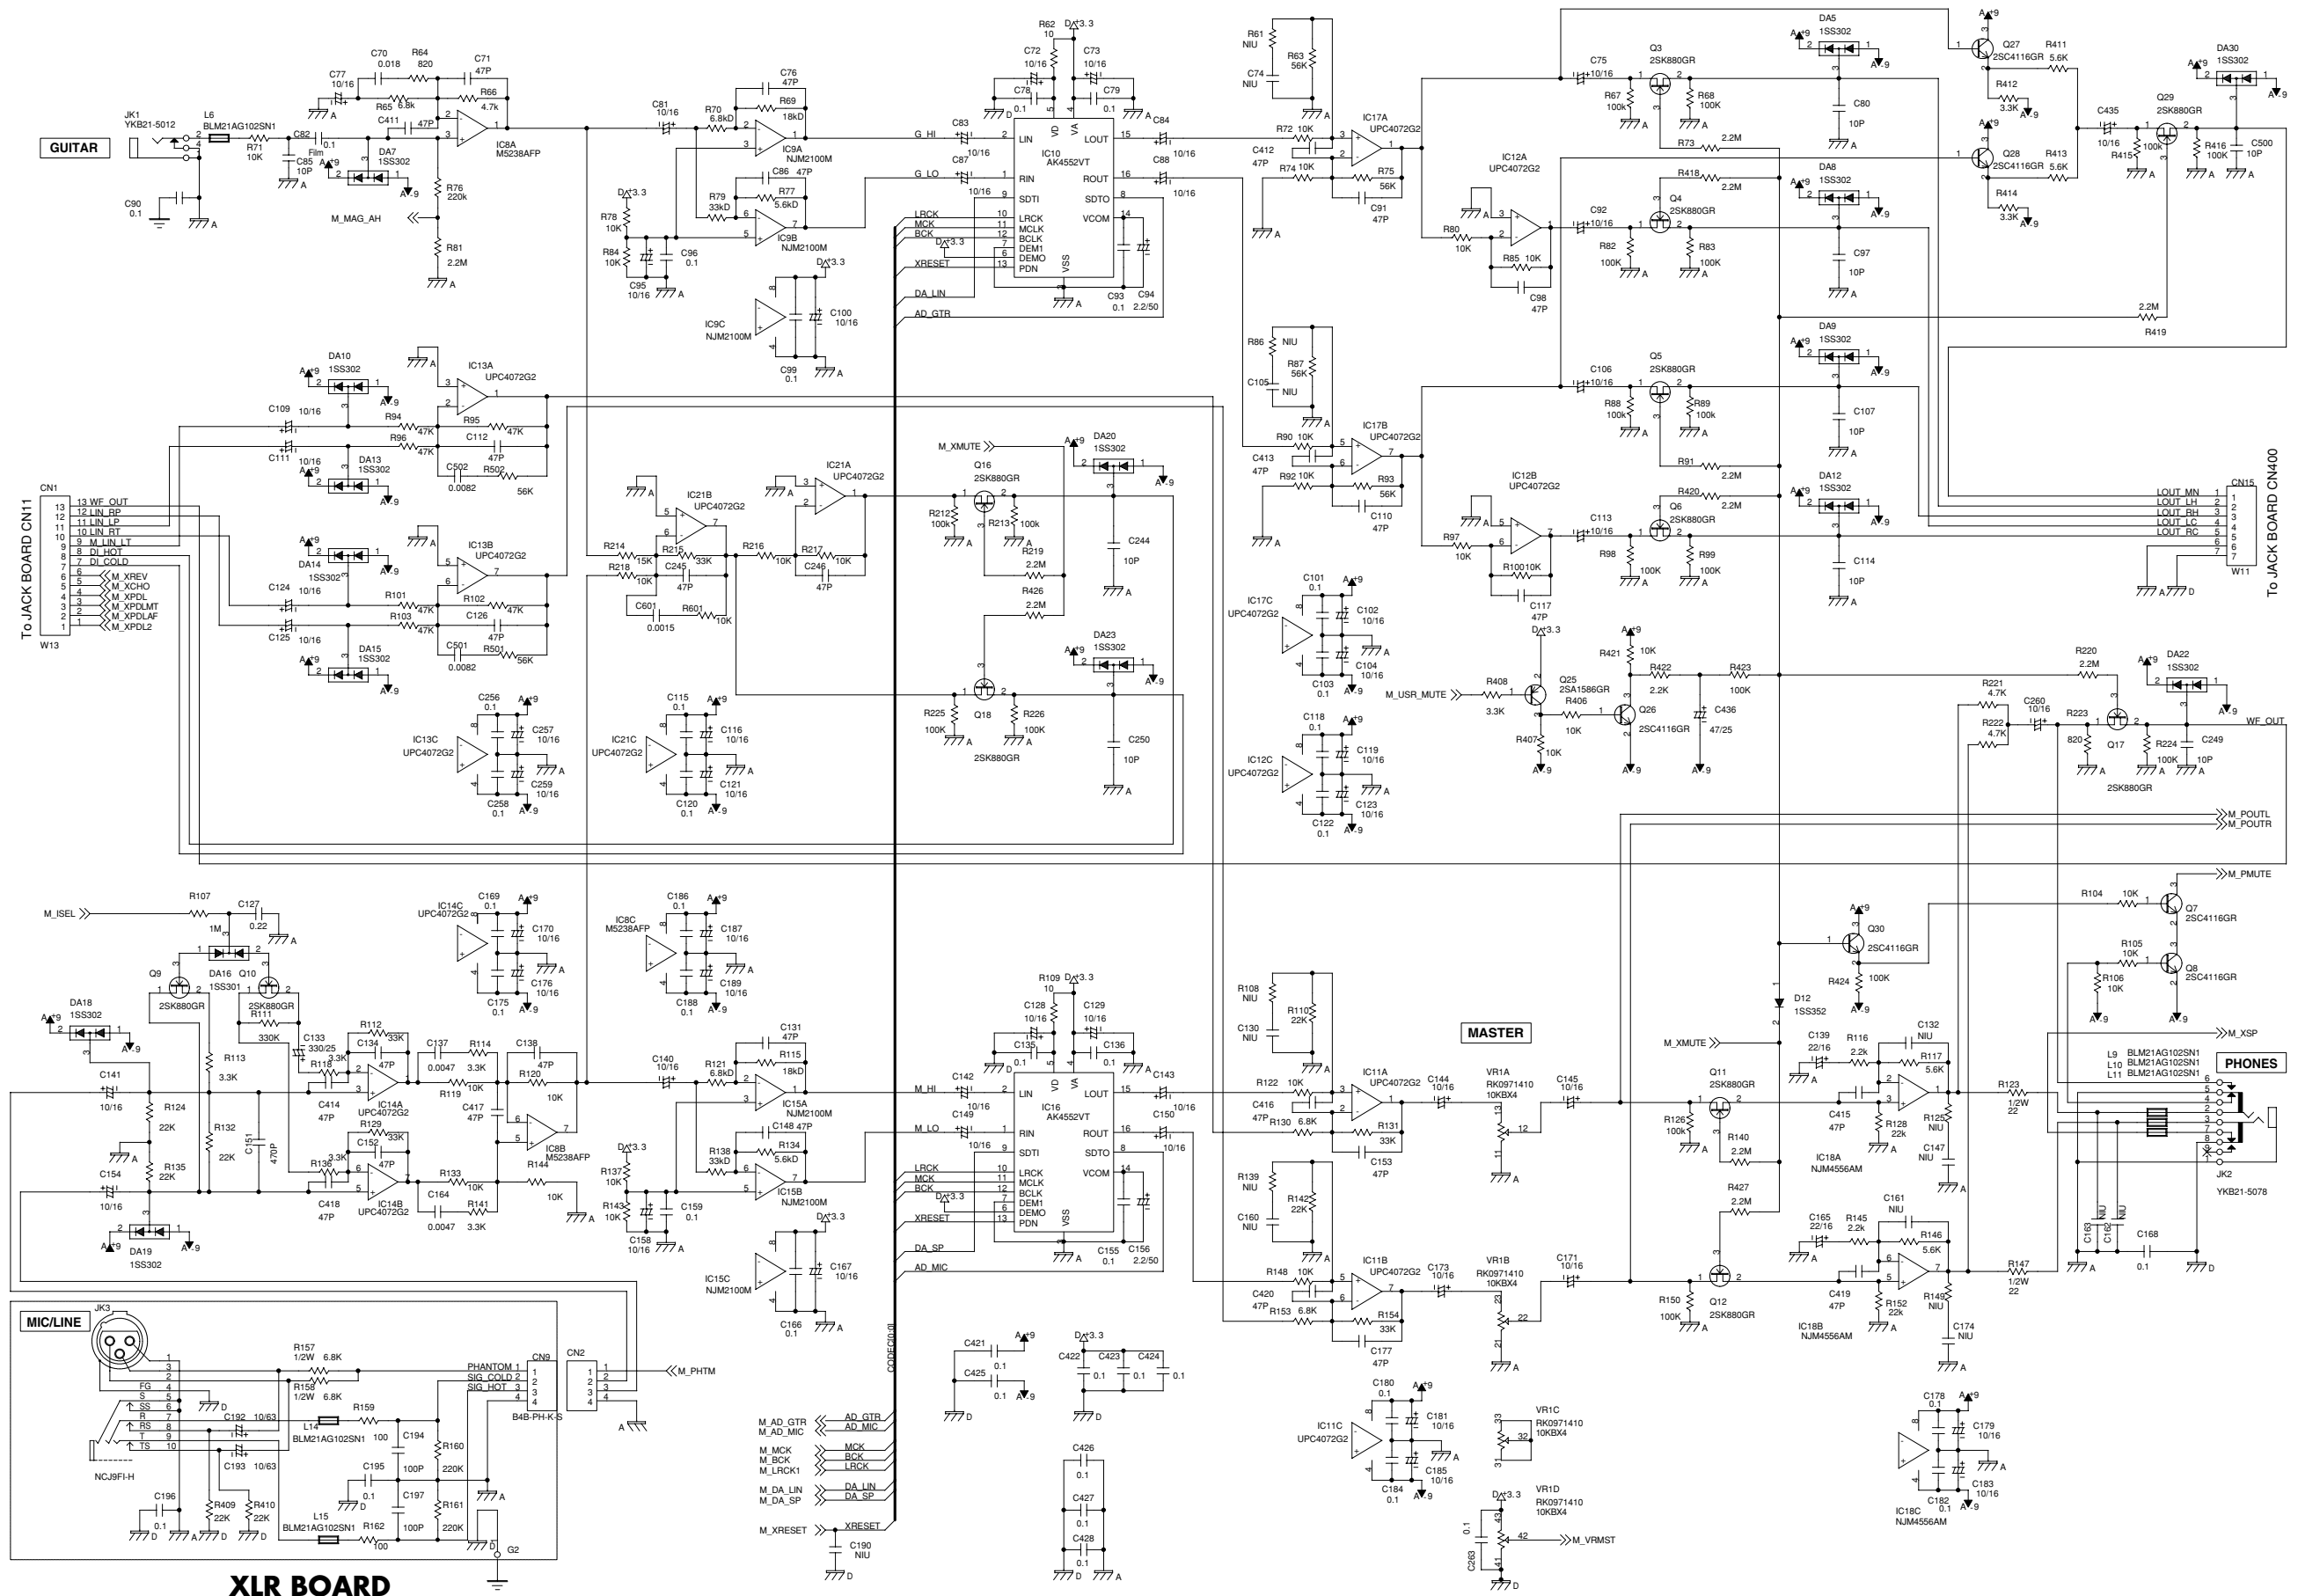 GUITAR
JK1
YKB21-5012
L6
BLM21AG102SN1
R71
10K
C85
10P
C82
0.1
Film
C90
0.1
C77
10/16
C70
0.018
R64
820
C71
47P
R65 6.8k
R66
4.7k
C411
47P
DA7
1SS302
IC8A
M5238AFP
R76
220k
M_MAG_AH
R81
2.2M
C81
10/16
R70
6.8kD
C76
47P
R69
18kD
IC9A
NJM2100M
C86 47P
R77
5.6kD
R79
33kD
IC9B
NJM2100M
R78
10K
R84
10K
C95
10/16
C96
0.1
IC9C
NJM2100M
C99
0.1
C100
10/16
G_HI
C83
10/16
G_LO
C87
10/16
LRCK
MCK
BCK
XRESET
DA_LIN
AD_GTR
R62
10
C72
10/16
C73
10/16
C78
0.1
C79
0.1
IC10
AK4552VT
LIN
RIN
SDTI
LRCK
MCLK
BCLK
DEM1
DEMO
PDN
VD
VA
LOUT
ROUT
SDTO
VCOM
VSS
C93
0.1
C94
2.2/50
C84
10/16
C88
10/16
R61
NIU
C74
NIU
R63
56K
R72 10K
C412
47P
R74 10K
IC17A
UPC4072G2
R75
56K
C91
47P
IC12A
UPC4072G2
R80
10K
R85 10K
C98
47P
C75
10/16
R67
100k
Q3
2SK880GR
R68
100K
R73
2.2M
DA5
1SS302
C80
10P
C92
10/16
R82
100K
R418
2.2M
Q4
2SK880GR
R83
100K
DA8
1SS302
C97
10P
Q27
2SC4116GR
R411
5.6K
R412
3.3K
Q28
2SC4116GR
R413
5.6K
R414
3.3K
C435
10/16
R415
100k
Q29
2SK880GR
R416
100K
C500
10P
DA30
1SS302
2.2M
R419
DA10
1SS302
C109 10/16
C111
10/16
R94
47K
R96
47K
DA13
1SS302
IC13A
UPC4072G2
R95
47K
C112
47P
C502
0.0082
R502
56K
To JACK BOARD CN11
CN1
13 WF_OUT
12 LIN_RP
11 LIN_LP
10 LIN_RT
9 M_LIN_LT
8 DI_HOT
7 DI_COLD
6 M_XREV
5 M_XCHO
4 M_XPDL
3 M_XPDLMT
2 M_XPDLAF
1 M_XPDL2
W13
DA14
1SS302
C124
10/16
C125
10/16
R101
47K
R103
47K
DA15
1SS302
IC13B
UPC4072G2
R102
47K
C126
47P
C501
0.0082
R501
56K
C256
0.1
C257
10/16
IC13C
UPC4072G2
C258
0.1
C259
10/16
IC21B
UPC4072G2
R214
15K
R218
10K
R215
33K
C245
47P
C601
0.0015
R601
10K
R216
10K
IC21A
UPC4072G2
R217
10K
C246
47P
C115
0.1
C116
10/16
IC21C
UPC4072G2
C120
0.1
C121
10/16
M_XMUTE
Q16
2SK880GR
R212
100k
R213
100k
R219
2.2M
R426
2.2M
DA20
1SS302
C244
10P
DA23
1SS302
C250
10P
R225
100K
Q18
2SK880GR
R226
100K
R86
NIU
C105
NIU
R87
56K
R90 10K
C413
47P
R92 10K
IC17B
UPC4072G2
R93
56K
C110
47P
IC12B
UPC4072G2
R97
10K
R100 10K
C117
47P
C106
10/16
R88
100k
Q5
2SK880GR
R89
100k
R91
2.2M
DA9
1SS302
C107
10P
C113
10/16
R98
100K
R420
2.2M
Q6
2SK880GR
R99
100K
DA12
1SS302
C114
10P
LOUT_MN
LOUT_LH
LOUT_RH
LOUT_LC
LOUT_RC
CN15
W11
To JACK BOARD CN400
C101
0.1
C102
10/16
IC17C
UPC4072G2
C103
0.1
C104
10/16
C118
0.1
C119
10/16
IC12C
UPC4072G2
C122
0.1
C123
10/16
M_USR_MUTE
R408
3.3K
Q25
2SA1586GR
R407
10K
R406
10K
Q26
2SC4116GR
R421
10K
R422
2.2K
C436
47/25
R423
100K
R221
4.7K
R222
4.7K
C260
10/16
R223
820
R220
2.2M
Q17
2SK880GR
R224
100K
C249
10P
DA22
1SS302
WF_OUT
M_POUTL
M_POUTR
M_ISEL
R107
1M
C127
0.22
DA16
1SS301
Q9
2SK880GR
Q10
2SK880GR
R111
330K
DA18
1SS302
R113
3.3K
C141
10/16
R124
22K
R132
22K
C151
470P
R135
22K
C154
10/16
DA19
1SS302
C133
330/25
3.3K
R118
C414
47P
R112
33K
C134
47P
IC14A
UPC4072G2
R129
33K
C152
47P
3.3K
R136
C418
47P
IC14B
UPC4072G2
C137
0.0047
R114
3.3K
R119
10K
R133
10K
C164
0.0047
R141
3.3K
C417
47P
C138
47P
R120
10K
IC8B
M5238AFP
R144
10K
C169
0.1
IC14C
UPC4072G2
C170
10/16
C175
0.1
C176
10/16
C186
0.1
IC8C
M5238AFP
C187
10/16
C188
0.1
C189
10/16
C140
10/16
R121
6.8kD
C131
47P
R115
18kD
IC15A
NJM2100M
C148 47P
R134
5.6kD
R138
33kD
IC15B
NJM2100M
R137
10K
R143
10K
C158
10/16
C159
0.1
IC15C
NJM2100M
C166
0.1
C167
10/16
M_HI
C142
10/16
M_LO
C149
10/16
LRCK
MCK
BCK
XRESET
DA_SP
AD_MIC
R109
10
C128
10/16
C129
10/16
C135
0.1
C136
0.1
IC16
AK4552VT
LIN
RIN
SDTI
LRCK
MCLK
BCLK
DEM1
DEMO
PDN
VD
VA
LOUT
ROUT
SDTO
VCOM
VSS
C155
0.1
C156
2.2/50
C143
10/16
C150
10/16
R108
NIU
C130
NIU
R110
22K
R122 10K
C416
47P
R130 6.8K
IC11A
UPC4072G2
R131
33K
C153
47P
R139
NIU
C160
NIU
R142
22K
R148 10K
C420
47P
R153 6.8K
IC11B
UPC4072G2
R154
33K
C177
47P
MASTER
C144
10/16
VR1A
RK0971410
10KBX4
C145
10/16
C173
10/16
VR1B
RK0971410
10KBX4
C171
10/16
M_XMUTE
R126
100k
Q11
2SK880GR
R140
2.2M
R427
2.2M
R150
100K
Q12
2SK880GR
D12
1SS352
Q30
2SC4116GR
R424
100K
C139
22/16
R116
2.2k
C132
NIU
R117
5.6K
C415
47P
R128
22k
IC18A
NJM4556AM
R125
NIU
C147
NIU
C165
22/16
R145
2.2k
C161
NIU
R146
5.6K
C419
47P
R152
22k
IC18B
NJM4556AM
R149
NIU
C174
NIU
R123
1/2W
22
R147
1/2W
22
M_PMUTE
R104 10K
Q7
2SC4116GR
R105
10K
R106
10K
Q8
2SC4116GR
M_XSP
L9 BLM21AG102SN1
L10 BLM21AG102SN1
L11 BLM21AG102SN1
PHONES
JK2
YKB21-5078
C163
NIU
C162
NIU
C168
0.1
MIC/LINE
JK3
FG
S
SS
R
RS
T
TS
NCJ9FI-H
R157
1/2W 6.8K
R158
1/2W 6.8K
PHANTOM
SIG_COLD
SIG_HOT
CN9
B4B-PH-K-S
CN2
M_PHTM
C192 10/63
C193 10/63
L14
BLM21AG102SN1
R159
100
C194
100P
R160
220K
C195
0.1
C197
100P
R161
220K
C196
0.1
R409
22K
R410
22K
L15
BLM21AG102SN1
R162
100
G2
XLR BOARD
CODEC[0:0]
M_AD_GTR AD_GTR
M_AD_MIC AD_MIC
M_MCK MCK
M_BCK BCK
M_LRCK1 LRCK
M_DA_LIN DA_LIN
M_DA_SP DA_SP
M_XRESET XRESET
C190
NIU
C421
0.1
C425
0.1
C422
0.1
C423
0.1
C424
0.1
C426
0.1
C427
0.1
C428
0.1
C180
0.1
C181
10/16
IC11C
UPC4072G2
C184
0.1
C185
10/16
VR1C
RK0971410
10KBX4
VR1D
RK0971410
10KBX4
C263
0.1
M_VRMST
C178
0.1
C179
10/16
IC18C
NJM4556AM
C182
0.1
C183
10/16